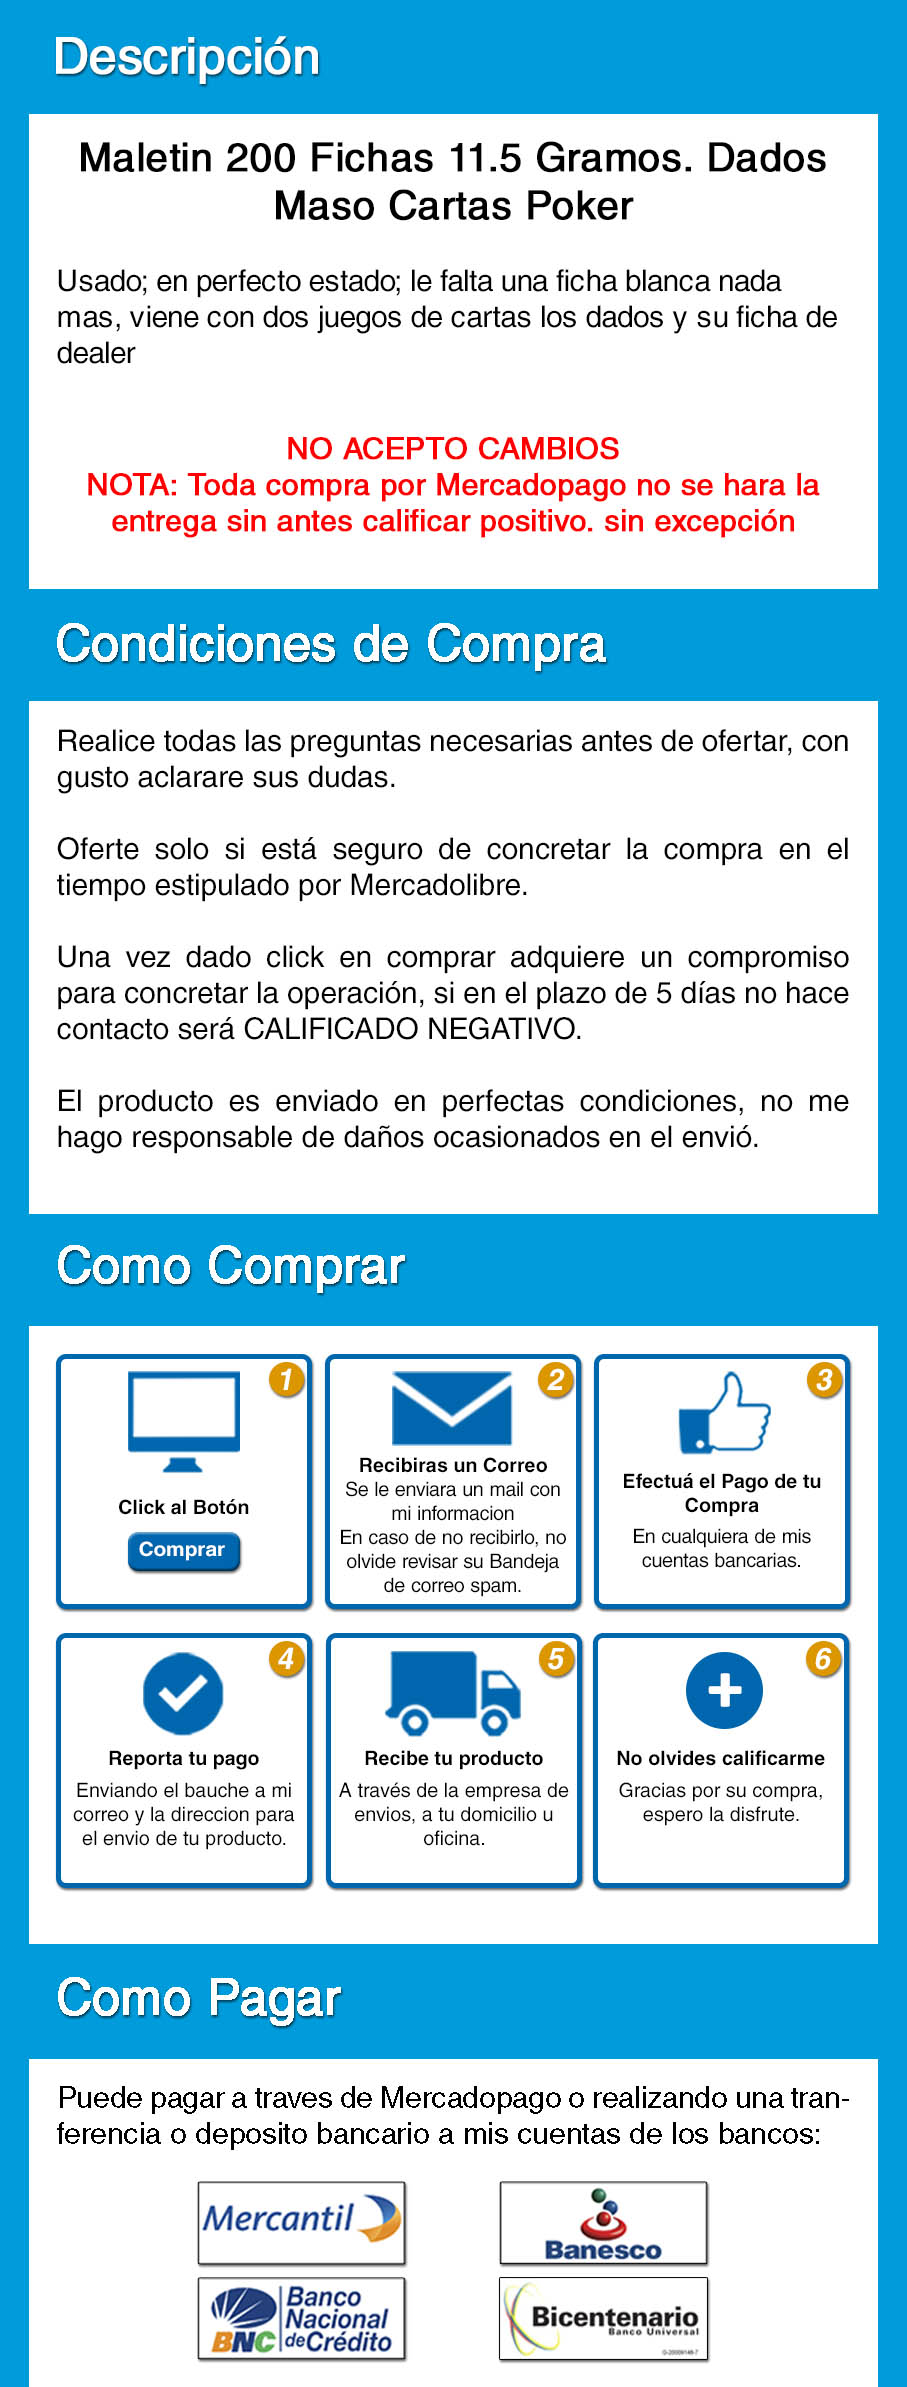 Descripción
Maletin 200 Fichas 11.5 Gramos. Dados
Maso Cartas Poker
Usado; en perfecto estado; le falta una ficha blanca nada
mas, viene con dos juegos de cartas los dados y su ficha de
dealer
NO ACEPTO CAMBIOS
NOTA: Toda compra por Mercadopago no se hara la
entrega sin antes calificar positivo. sin excepción
Condiciones de Compra
Realice todas las preguntas necesarias antes de ofertar, con
gusto aclarare sus dudas.
Oferte solo si está seguro de concretar la compra en el
tiempo estipulado por Mercadolibre.
Una vez dado click en comprar adquiere un compromiso
para concretar la operación, si en el plazo de 5 días no hace
contacto será CALIFICADO NEGATIVO.
El producto es enviado en perfectas condiciones, no me
hago responsable de daños ocasionados en el envió.
Como Comprar
1
Click al Botón
Comprar
2
Recibiras un Correo
Se le enviara un mail con
mi informacion
En caso de no recibirlo, no
olvide revisar su Bandeja
de correo spam.
3
Efectuá el Pago de tu
Compra
En cualquiera de mis
cuentas bancarias.
4
Reporta tu pago
Enviando el bauche a mi
correo y la direccion para
el envio de tu producto.
5
Recibe tu producto
A través de la empresa de
envios, a tu domicilio u
oficina.
6
No olvides calificarme
Gracias por su compra,
espero la disfrute.
Como Pagar
Puede pagar a traves de Mercadopago o realizando una tran-
ferencia o deposito bancario a mis cuentas de los bancos:
Mercantil
Banesco
BNC
Banco
Nacional
de Crédito
Bicentenario
Banco Universal